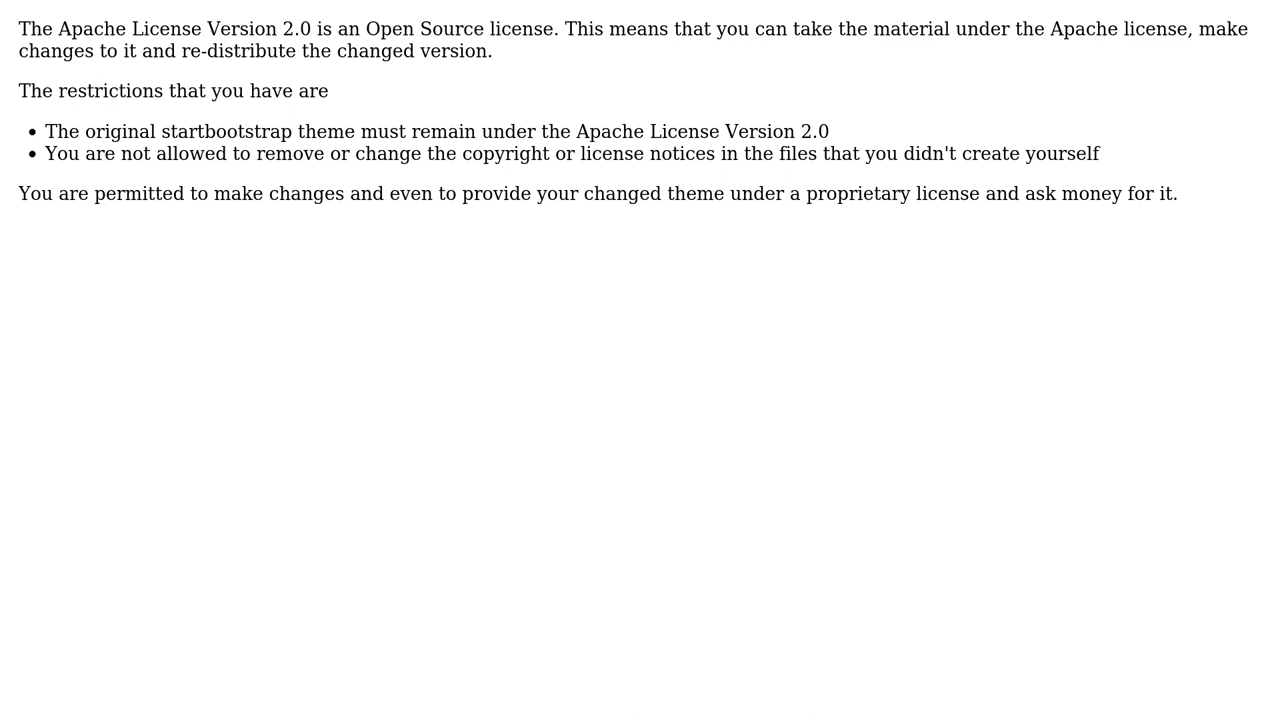 The Apache License Version 2.0 is an Open Source license. This means that you can take the material under the Apache license, make
changes to it and re-distribute the changed version.
The restrictions that you have are
• The original startbootstrap theme must remain under the Apache License Version 2.0
• You are not allowed to remove or change the copyright or license notices in the files that you didn't create yourself
You are permitted to make changes and even to provide your changed theme under a proprietary license and ask money for it.